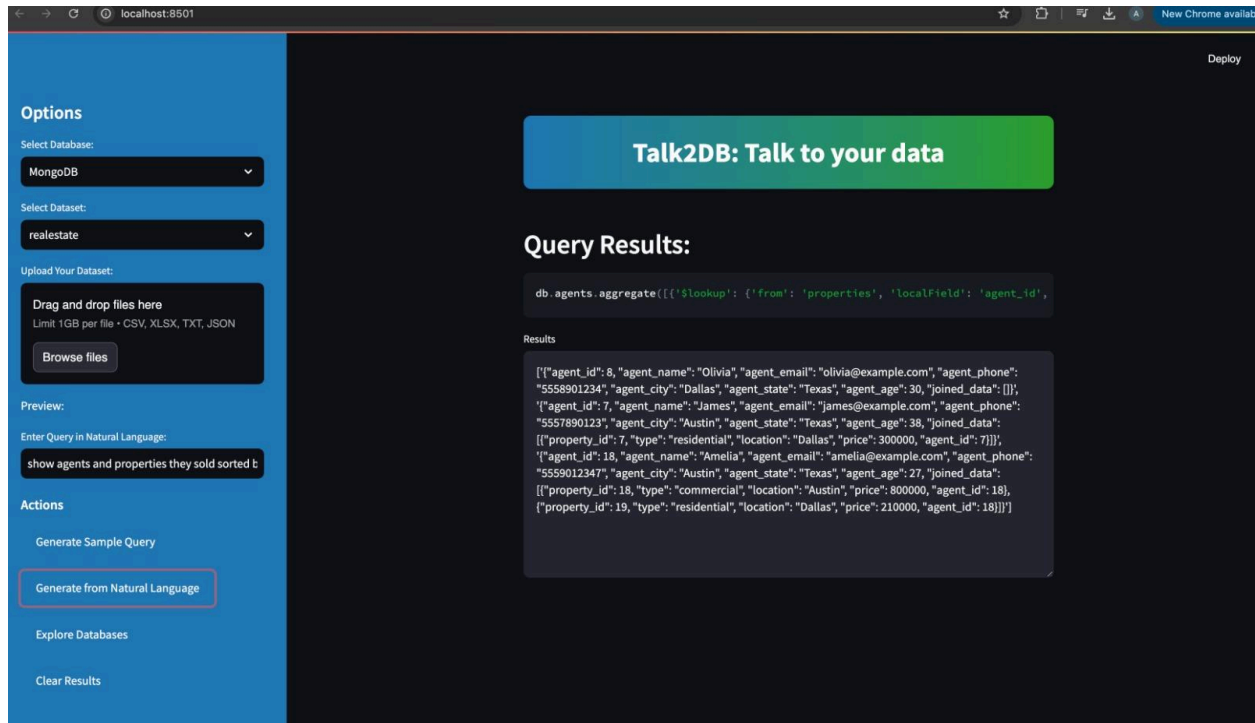 localhost:8501
New Chrome availab
Deploy
Options
Select Database:
MongoDB
Select Dataset:
realestate
Upload Your Dataset:
Drag and drop files here
Limit 1GB per file • CSV, XLSX, TXT, JSON
Browse files
Preview:
Enter Query in Natural Language:
show agents and properties they sold sorted b
Actions
Generate Sample Query
Generate from Natural Language
Explore Databases
Clear Results
Talk2DB: Talk to your data
Query Results:
db.agents.aggregate([{'$lookup': {'from': 'properties', 'localField': 'agent_id',
Results
['{"agent_id": 8, "agent_name": "Olivia", "agent_email": "olivia@example.com", "agent_phone":
"5558901234", "agent_city": "Dallas", "agent_state": "Texas", "agent_age": 30, "joined_data": []}',
'{"agent_id": 7, "agent_name": "James", "agent_email": "james@example.com", "agent_phone":
"5557890123", "agent_city": "Austin", "agent_state": "Texas", "agent_age": 38, "joined_data":
[{"property_id": 7, "type": "residential", "location": "Dallas", "price": 300000, "agent_id": 7}]}',
'{"agent_id": 18, "agent_name": "Amelia", "agent_email": "amelia@example.com", "agent_phone":
"5559012347", "agent_city": "Austin", "agent_state": "Texas", "agent_age": 27, "joined_data":
[{"property_id": 18, "type": "commercial", "location": "Austin", "price": 800000, "agent_id": 18},
{"property_id": 19, "type": "residential", "location": "Dallas", "price": 210000, "agent_id": 18}]}']